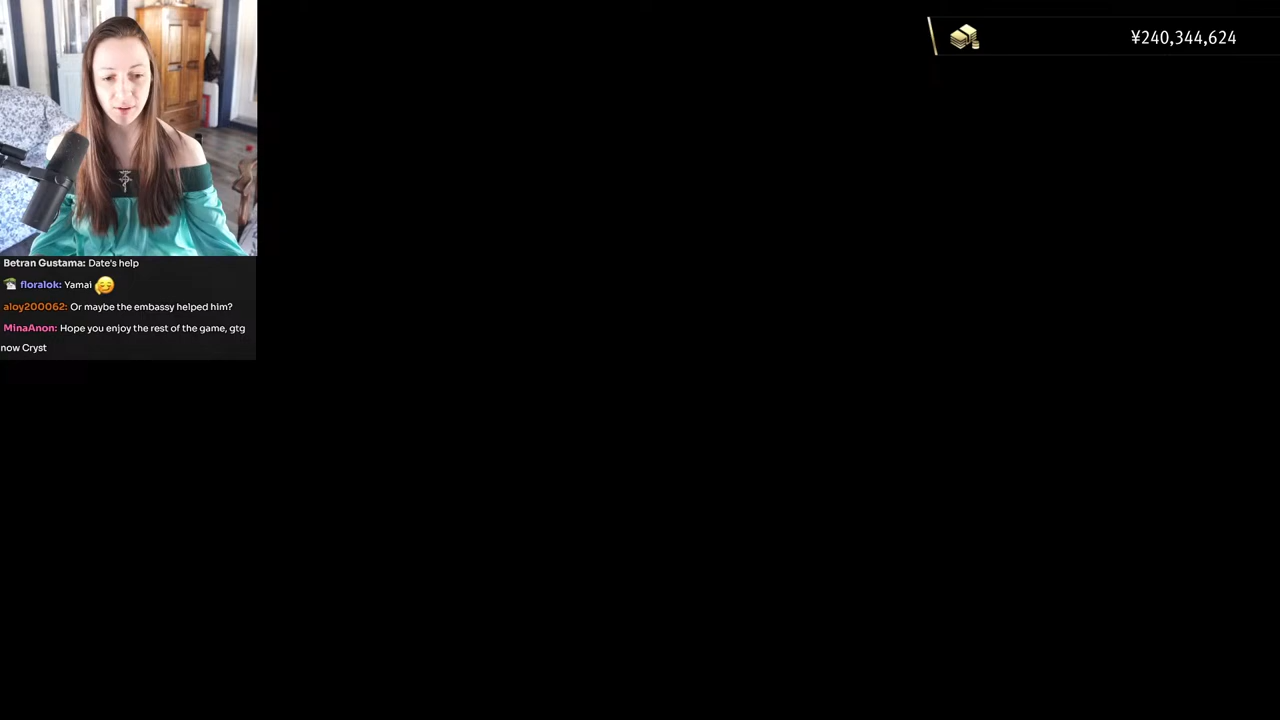 ¥240,344,624
Betran Gustama: Date's help
floralok: Yamai
aloy200062: Or maybe the embassy helped him?
MinaAnon: Hope you enjoy the rest of the game, gtg
now Cryst